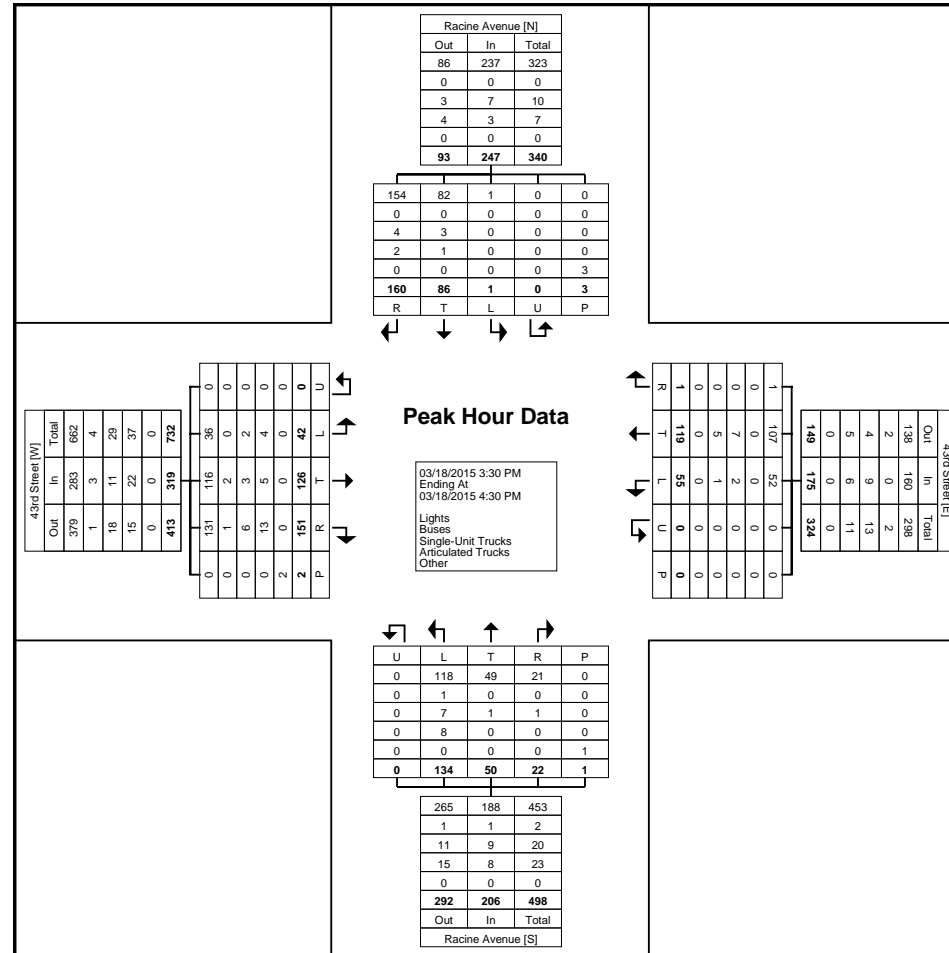 Racine Avenue [N]
Out In Total
86 237 323
0 0 0
3 7 10
4 3 7
0 0 0
93 247 340
154 82 1 0 0
0 0 0 0 0
4 3 0 0 0
2 1 0 0 0
0 0 0 0 3
160 86 1 0 3
R T L U P
43rd Street [W]
Out In Total
379 283 662
1 3 4
18 11 29
15 22 37
0 0 0
413 319 732
0 131 116 36 0
0 1 2 0 0
0 6 3 2 0
0 13 5 4 0
2 0 0 0 0
2 151 126 42 0
P R T L U
Peak Hour Data
03/18/2015 3:30 PM
Ending At
03/18/2015 4:30 PM
Lights
Buses
Single-Unit Trucks
Articulated Trucks
Other
43rd Street [E]
Out In Total
138 160 298
2 0 2
4 9 13
5 6 11
0 0 0
149 175 324
1 107 52 0 0
0 0 0 0 0
0 7 2 0 0
0 5 1 0 0
0 0 0 0 0
1 119 55 0 0
R T L U P
U L T R P
0 118 49 21 0
0 1 0 0 0
0 7 1 1 0
0 8 0 0 0
0 0 0 0 1
0 134 50 22 1
265 188 453
1 1 2
11 9 20
15 8 23
0 0 0
292 206 498
Out In Total
Racine Avenue [S]